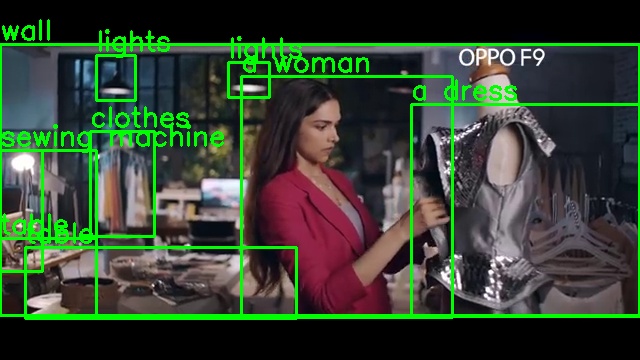 wall
lights
lights
OPPO F9
a woman
a dress
clothes
sewing machine
table
table